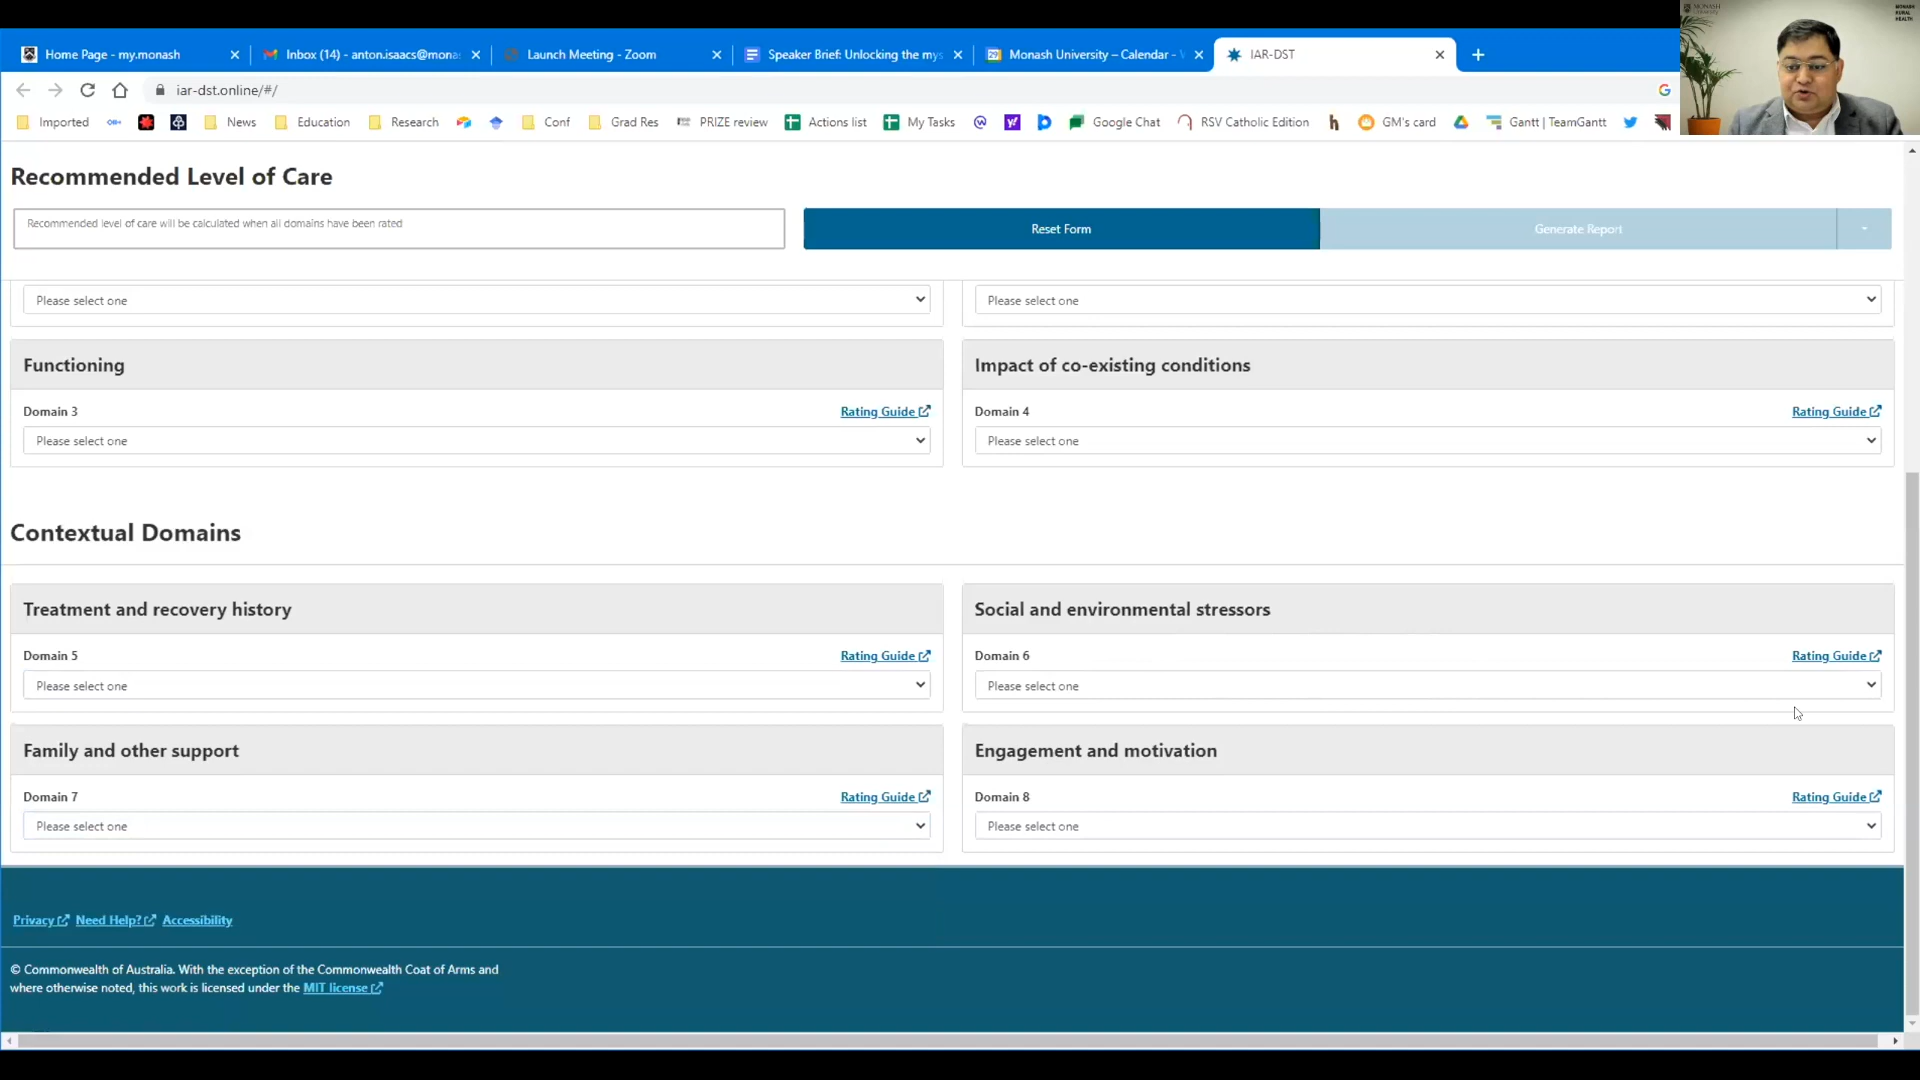 MONASH University
MONASH
RURAL
HEALTH
Home Page - my.monash
Inbox (14) - anton.isaacs@mona
Launch Meeting - Zoom
Speaker Brief: Unlocking the mys
Monash University – Calendar -
IAR-DST
iar-dst.online/#/
Imported
News
Education
Research
Conf
Grad Res
PRIZE review
Actions list
My Tasks
Google Chat
RSV Catholic Edition
GM's card
Gantt | TeamGantt
Recommended Level of Care
Recommended level of care will be calculated when all domains have been rated
Reset Form
Generate Report
Please select one
Please select one
Functioning
Impact of co-existing conditions
Domain 3
Rating Guide
Domain 4
Rating Guide
Please select one
Please select one
Contextual Domains
Treatment and recovery history
Social and environmental stressors
Domain 5
Rating Guide
Domain 6
Rating Guide
Please select one
Please select one
Family and other support
Engagement and motivation
Domain 7
Rating Guide
Domain 8
Rating Guide
Please select one
Please select one
Privacy Need Help? Accessibility
© Commonwealth of Australia. With the exception of the Commonwealth Coat of Arms and
where otherwise noted, this work is licensed under the MIT license